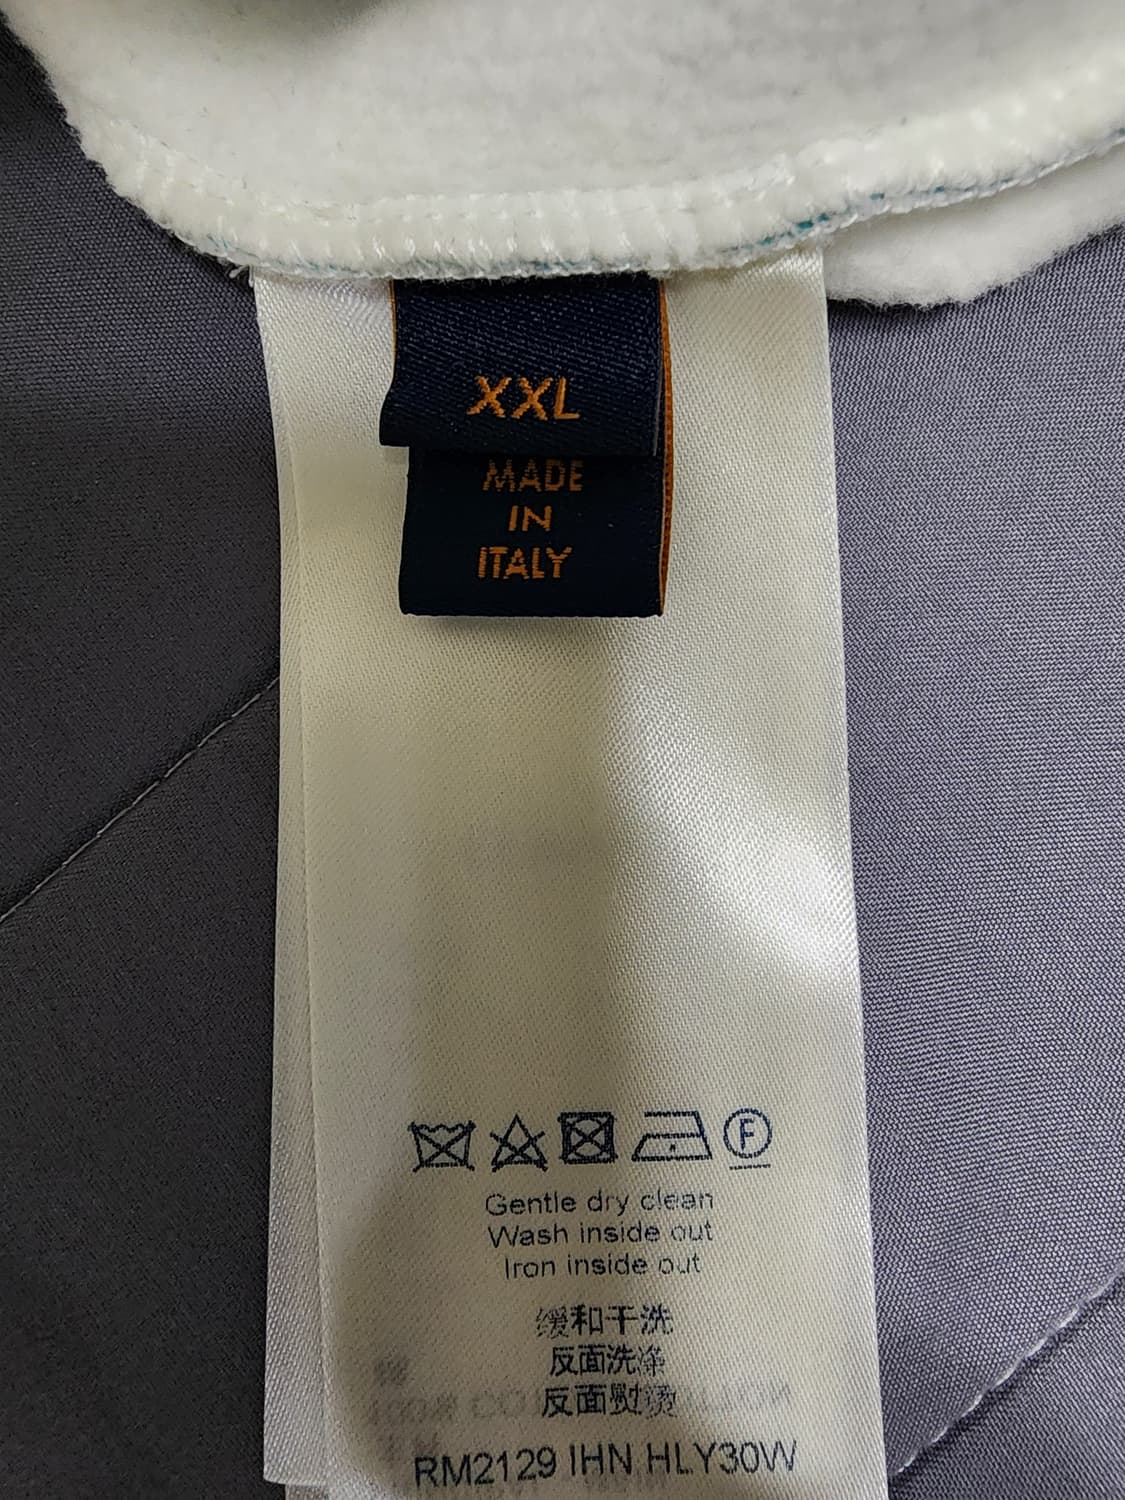 XXL
MADE
IN
ITALY
F
Gentle dry clean
Wash inside out
Iron inside out
缓和干洗
反面洗涤
反面熨烫
RM2129 IHN HLY30W